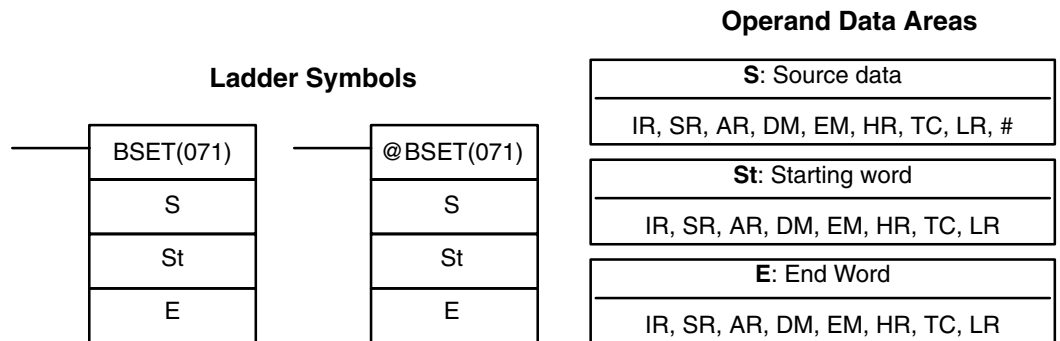 Operand Data Areas
Ladder Symbols
S: Source data
IR, SR, AR, DM, EM, HR, TC, LR, #
BSET(071)
@BSET(071)
St: Starting word
S
S
IR, SR, AR, DM, EM, HR, TC, LR
St
St
E: End Word
E
E
IR, SR, AR, DM, EM, HR, TC, LR